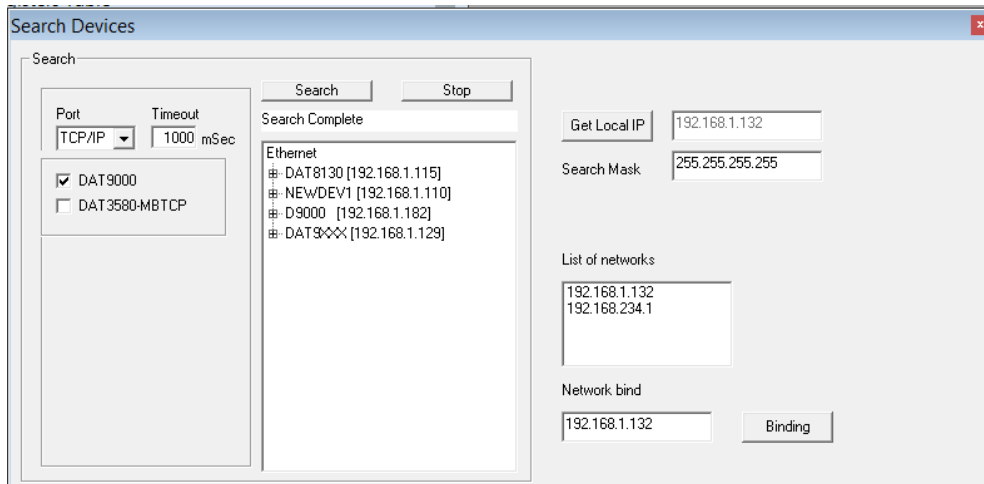 Search Devices
Search
Search Stop
Port Timeout
TCP/IP 1000 mSec
Search Complete
DAT9000
DAT3580-MBTCP
Ethernet
DAT8130 [192.168.1.115]
NEWDEV1 [192.168.1.110]
D9000 [192.168.1.182]
DAT9XXX [192.168.1.129]
Get Local IP 192.168.1.132
Search Mask 255.255.255.255
List of networks
192.168.1.132
192.168.234.1
Network bind
192.168.1.132 Binding